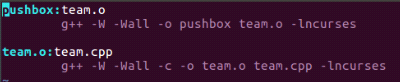 pushbox:team.o
g++ -W -Wall -o pushbox team.o -lncurses
team.o:team.cpp
g++ -W -Wall -c -o team.o team.cpp -lncurses
~